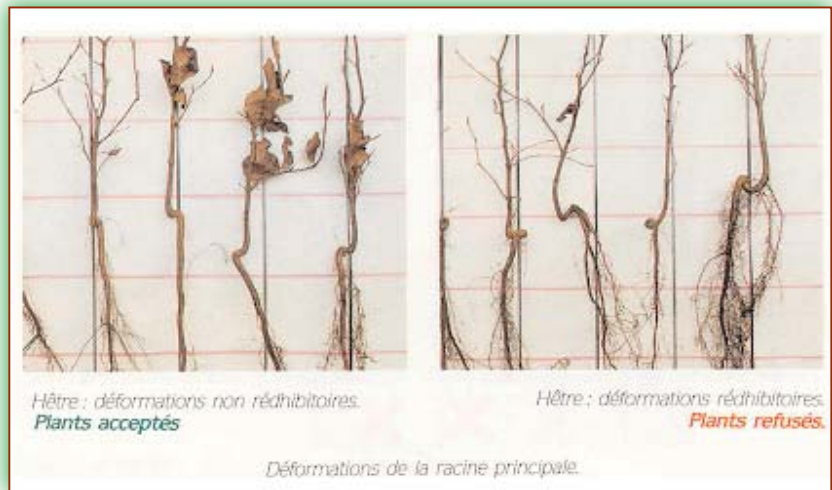 Hêtre : déformations non rédhibitoires.
Plants acceptés
Hêtre : déformations rédhibitoires.
Plants refusés.
Déformations de la racine principale.